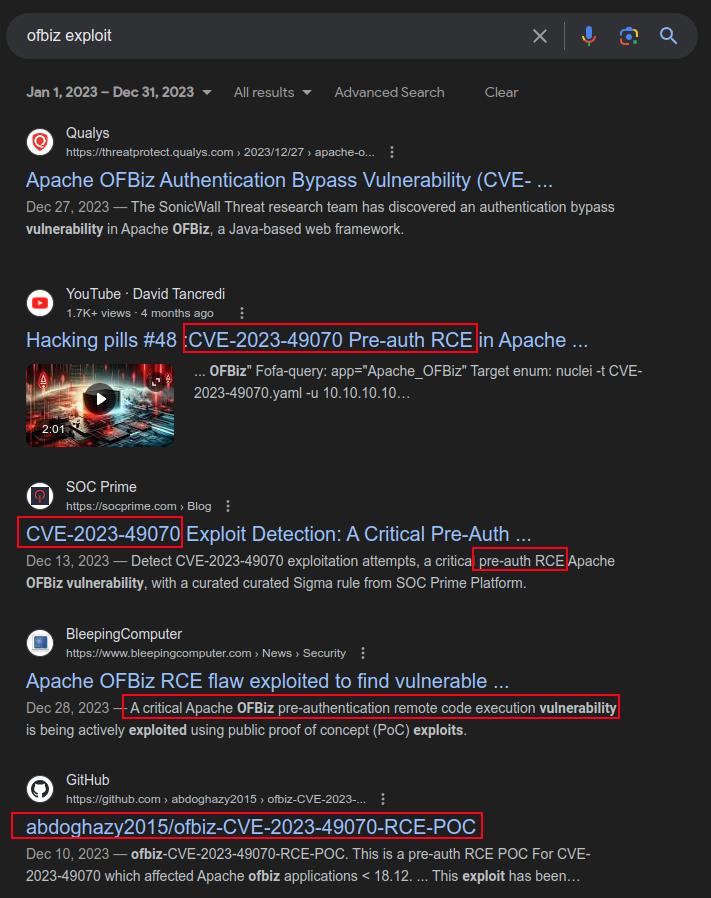 ofbiz exploit
Jan 1, 2023 – Dec 31, 2023 All results Advanced Search Clear
Qualys
https://threatprotect.qualys.com › 2023/12/27 › apache-o...
Apache OFBiz Authentication Bypass Vulnerability (CVE- ...
Dec 27, 2023 — The SonicWall Threat research team has discovered an authentication bypass
vulnerability in Apache OFBiz, a Java-based web framework.
YouTube · David Tancredi
1.7K+ views · 4 months ago
Hacking pills #48 :CVE-2023-49070 Pre-auth RCE in Apache ...
2:01
... OFBiz" Fofa-query: app="Apache_OFBiz" Target enum: nuclei -t CVE-
2023-49070.yaml -u 10.10.10.10…
SOC Prime
https://socprime.com › Blog
CVE-2023-49070 Exploit Detection: A Critical Pre-Auth ...
Dec 13, 2023 — Detect CVE-2023-49070 exploitation attempts, a critical pre-auth RCE Apache
OFBiz vulnerability, with a curated curated Sigma rule from SOC Prime Platform.
BleepingComputer
https://www.bleepingcomputer.com › News › Security
Apache OFBiz RCE flaw exploited to find vulnerable ...
Dec 28, 2023 — A critical Apache OFBiz pre-authentication remote code execution vulnerability
is being actively exploited using public proof of concept (PoC) exploits.
GitHub
https://github.com › abdoghazy2015 › ofbiz-CVE-2023-...
abdoghazy2015/ofbiz-CVE-2023-49070-RCE-POC
Dec 10, 2023 — ofbiz-CVE-2023-49070-RCE-POC. This is a pre-auth RCE POC For CVE-
2023-49070 which affected Apache ofbiz applications < 18.12. ... This exploit has been…